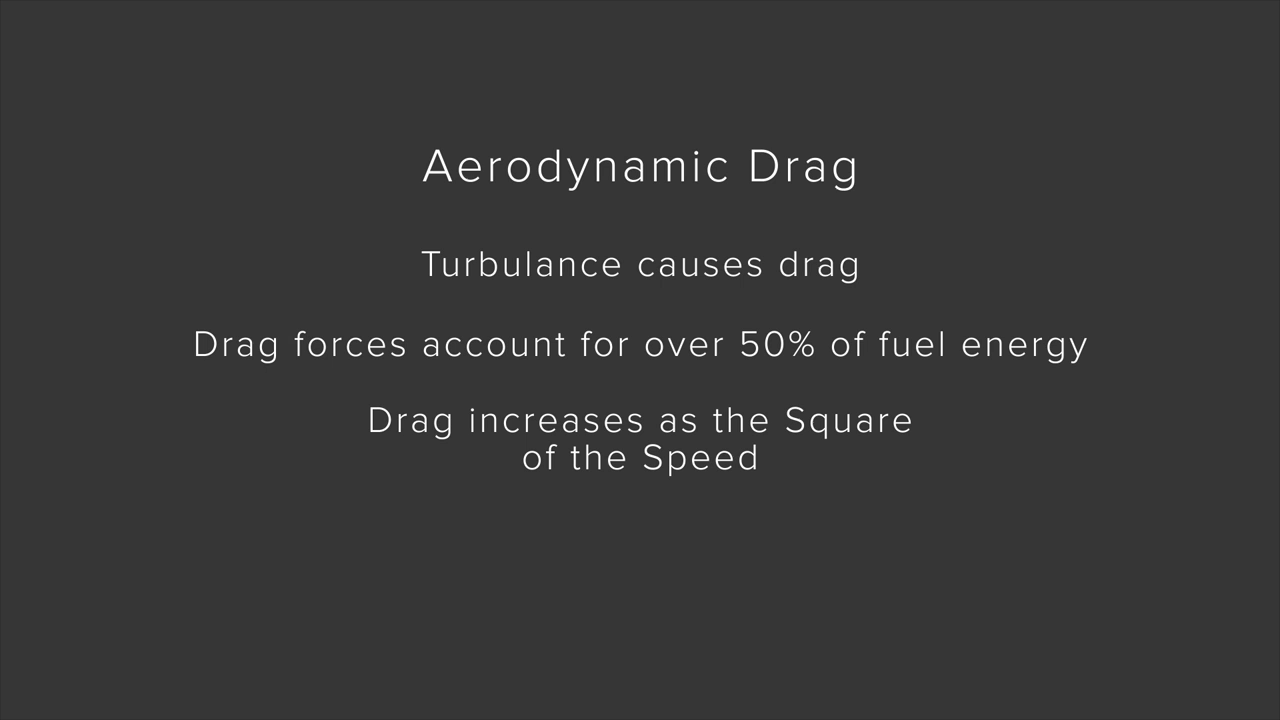 Aerodynamic Drag
Turbulance causes drag
Drag forces account for over 50% of fuel energy
Drag increases as the Square
of the Speed